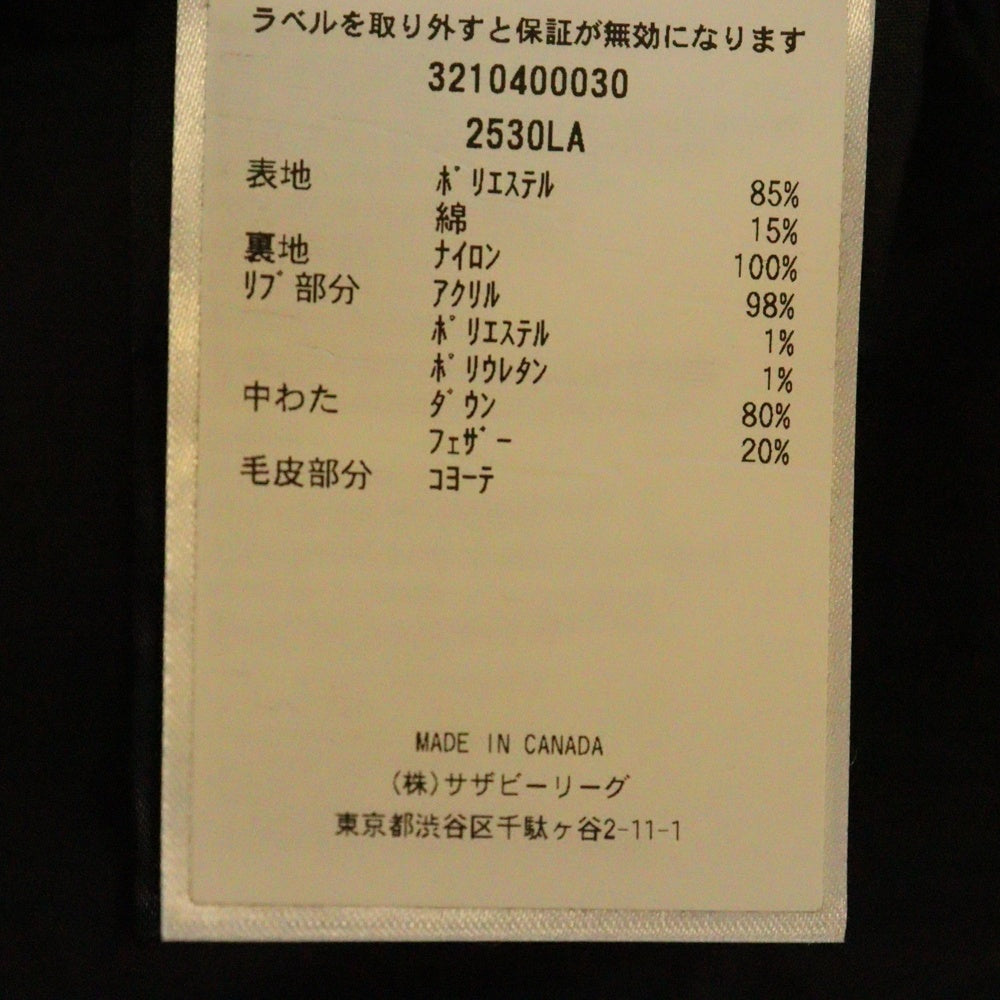 ラベルを取り外すと保証が無効になります
3210400030
2530LA
表地 ﾎﾟﾘｴｽﾃﾙ 85%
綿 15%
裏地 ﾅｲﾛﾝ 100%
ﾘﾌﾞ部分 ｱｸﾘﾙ 98%
ﾎﾟﾘｴｽﾃﾙ 1%
ﾎﾟﾘｳﾚﾀﾝ 1%
中わた ﾀﾞｳﾝ 80%
ﾌｪｻﾞｰ 20%
毛皮部分 ｺﾖｰﾃ
MADE IN CANADA
(株)サザビーリーグ
東京都渋谷区千駄ヶ谷2-11-1